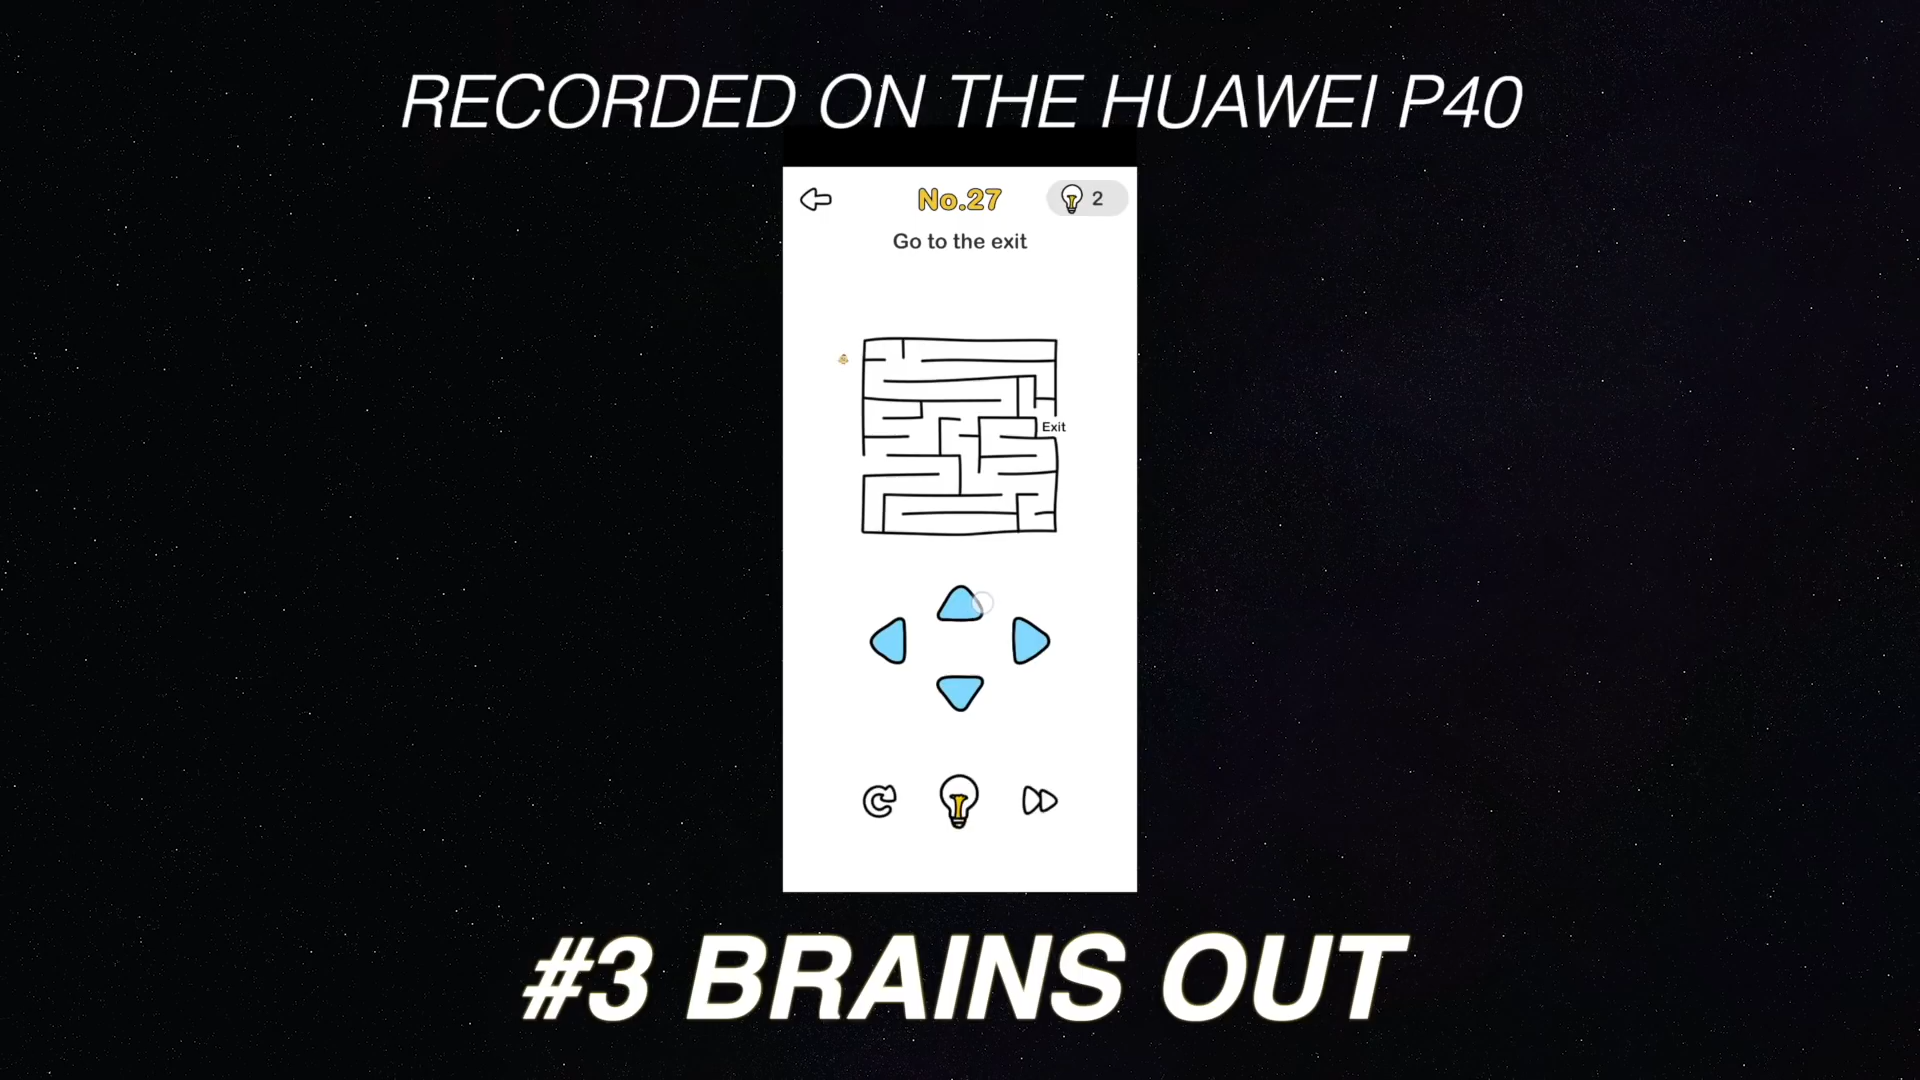 RECORDED ON THE HUAWEI P40
No.27
2
Go to the exit
Exit
#3 BRAINS OUT